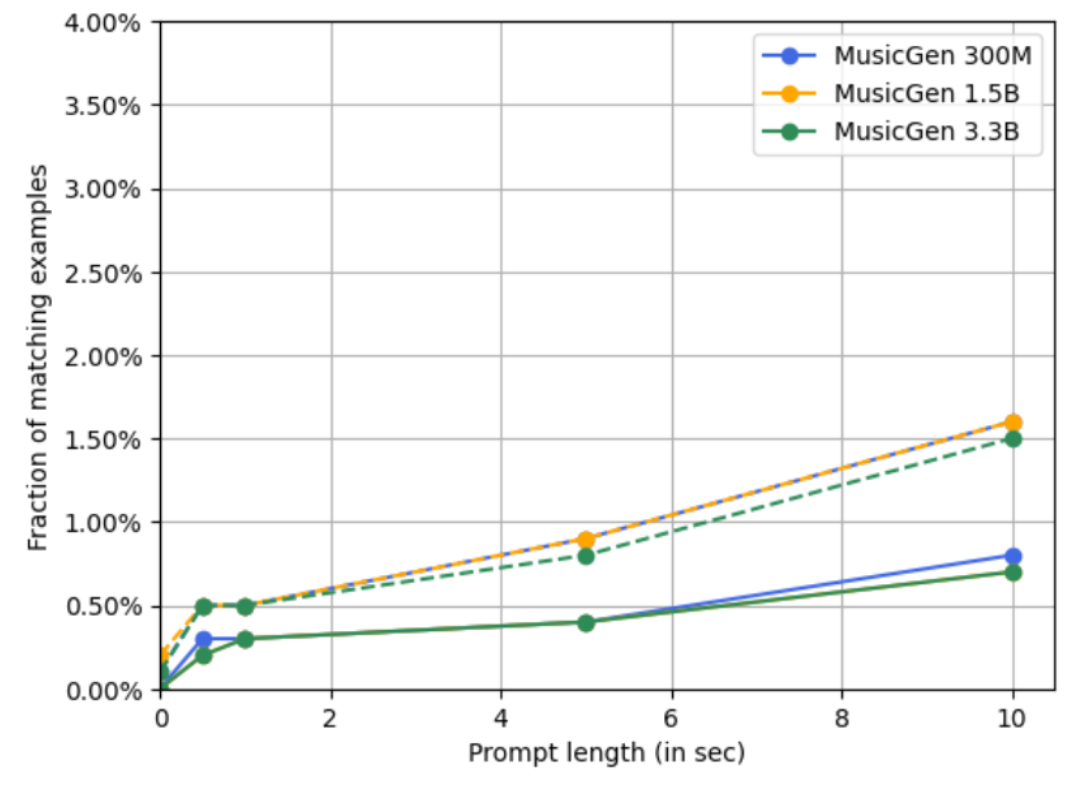 4.00%
3.50%
3.00%
2.50%
2.00%
1.50%
1.00%
0.50%
0.00%
Fraction of matching examples
MusicGen 300M
MusicGen 1.5B
MusicGen 3.3B
0 2 4 6 8 10
Prompt length (in sec)